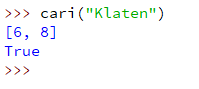 >>> cari("Klaten")
[6, 8]
True
>>>